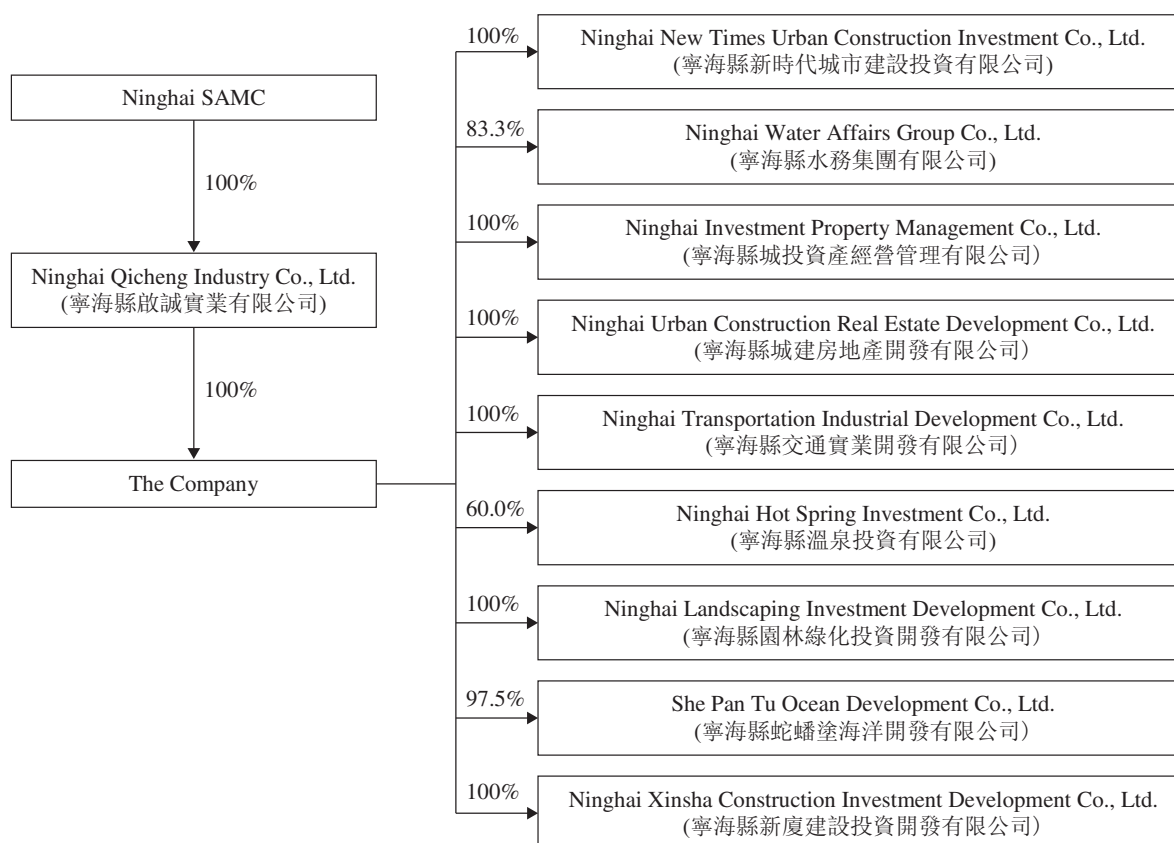 Ninghai SAMC
100%
Ninghai Qicheng Industry Co., Ltd.
(寧海縣啟誠實業有限公司)
100%
The Company
100%
Ninghai New Times Urban Construction Investment Co., Ltd.
(寧海縣新時代城市建設投資有限公司)
83.3%
Ninghai Water Affairs Group Co., Ltd.
(寧海縣水務集團有限公司)
100%
Ninghai Investment Property Management Co., Ltd.
(寧海縣城投資產經營管理有限公司)
100%
Ninghai Urban Construction Real Estate Development Co., Ltd.
(寧海縣城建房地產開發有限公司)
100%
Ninghai Transportation Industrial Development Co., Ltd.
(寧海縣交通實業開發有限公司)
60.0%
Ninghai Hot Spring Investment Co., Ltd.
(寧海縣溫泉投資有限公司)
100%
Ninghai Landscaping Investment Development Co., Ltd.
(寧海縣園林綠化投資開發有限公司)
97.5%
She Pan Tu Ocean Development Co., Ltd.
(寧海縣蛇蟠塗海洋開發有限公司)
100%
Ninghai Xinsha Construction Investment Development Co., Ltd.
(寧海縣新廈建設投資開發有限公司)